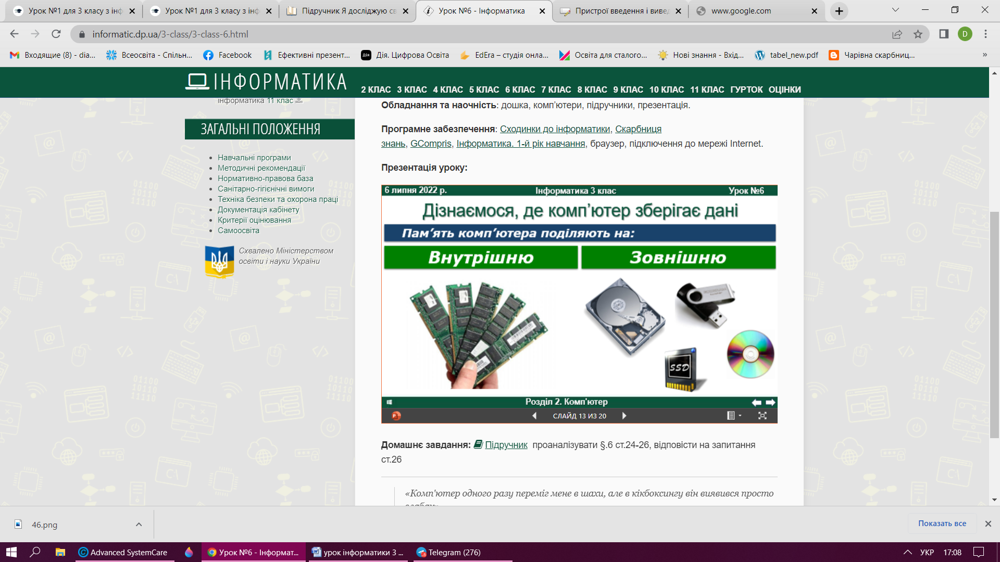 Урок №1 для 3 класу з інф
Урок №1 для 3 класу з інф
Підручник Я досліджую св
Урок №6 - Інформатика
Пристрої введення і вивед
www.google.com
informatic.dp.ua/3-class/3-class-6.html
D
Входящие (8) - dia...
Всеосвіта - Спільн...
Facebook
Ефективні презент...
Дія
Дія. Цифрова Освіта
EdEra – студія онла...
Освіта для сталого...
Нові знання - Вхід...
tabel_new.pdf
Чарівна скарбниц...
»
ІНФОРМАТИКА
2 КЛАС 3 КЛАС 4 КЛАС 5 КЛАС 6 КЛАС 7 КЛАС 8 КЛАС 9 КЛАС 10 КЛАС 11 КЛАС ГУРТОК ОЦІНКИ
інформатика 11 клас
ЗАГАЛЬНІ ПОЛОЖЕННЯ
Навчальні програми
Методичні рекомендації
Нормативно-правова база
Санітарно-гігієнічні вимоги
Техніка безпеки та охорона праці
Документація кабінету
Критерії оцінювання
Самоосвіта
Схвалено Міністерством
освіти і науки України
Обладнання та наочність: дошка, комп’ютери, підручники, презентація.
Програмне забезпечення: Сходинки до інформатики, Скарбниця
знань, GCompris, Інформатика. 1-й рік навчання, браузер, підключення до мережі Internet.
Презентація уроку:
6 липня 2022 р. Інформатика 3 клас Урок №6
Дізнаємося, де комп’ютер зберігає дані
Пам’ять комп’ютера поділяють на:
Внутрішню Зовнішню
SSD
Розділ 2. Комп'ютер
СЛАЙД 13 ИЗ 20
Домашнє завдання: Підручник проаналізувати §.6 ст.24-26, відповісти на запитання
ст.26
«Комп'ютер одного разу переміг мене в шахи, але в кікбоксингу він виявився просто
46.png
Показать все
Advanced SystemCare
Урок №6 - Інформат...
урок інформатики 3 ...
Telegram (276)
УКР
17:08